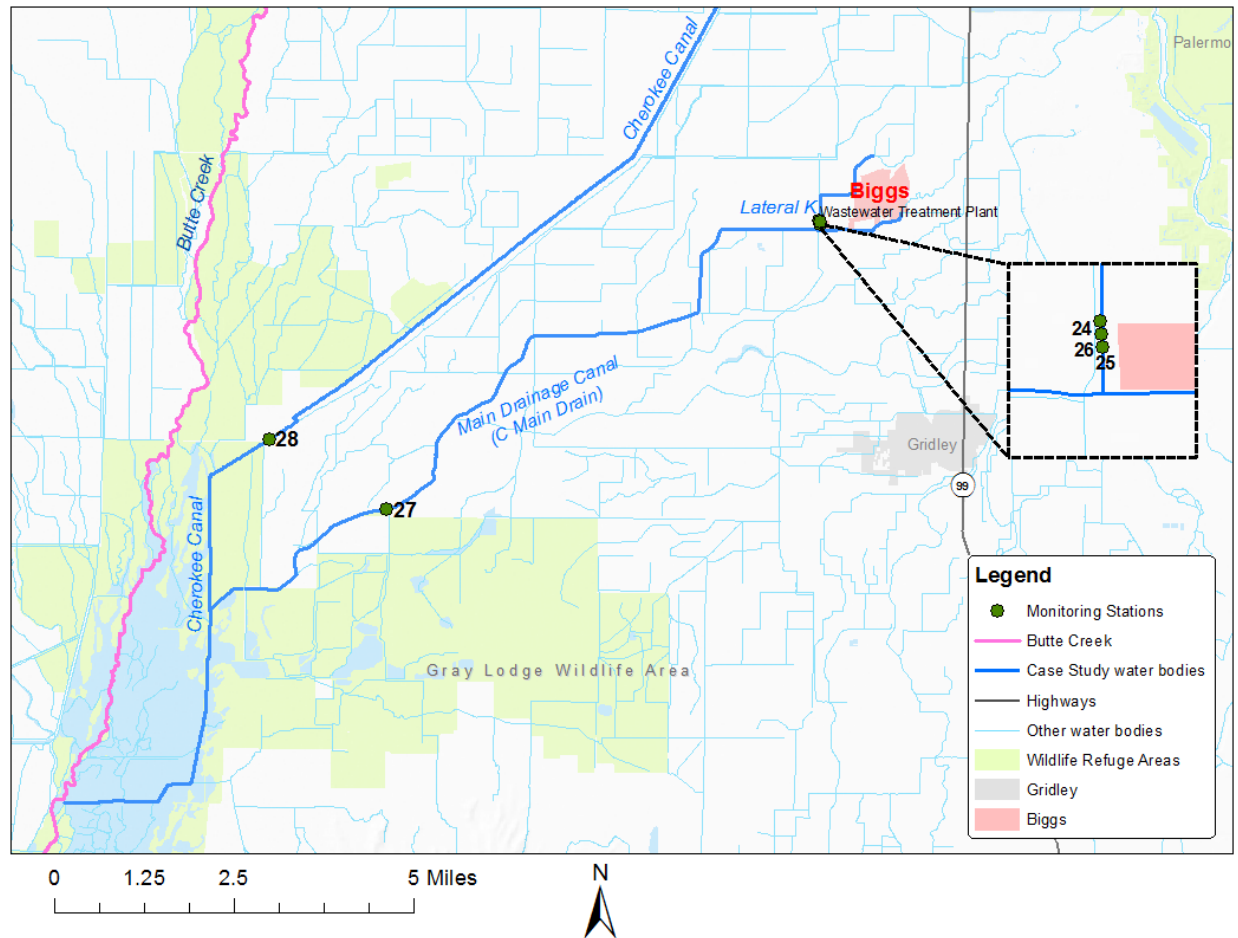 Palermo
Cherokee Canal
Butte Creek
Biggs
Lateral K
Wastewater Treatment Plant
24
26
25
Main Drainage Canal
(C Main Drain)
28
Gridley
99
27
Cherokee Canal
Gray Lodge Wildlife Area
Legend
Monitoring Stations
Butte Creek
Case Study water bodies
Highways
Other water bodies
Wildlife Refuge Areas
Gridley
Biggs
0 1.25 2.5 5 Miles
N